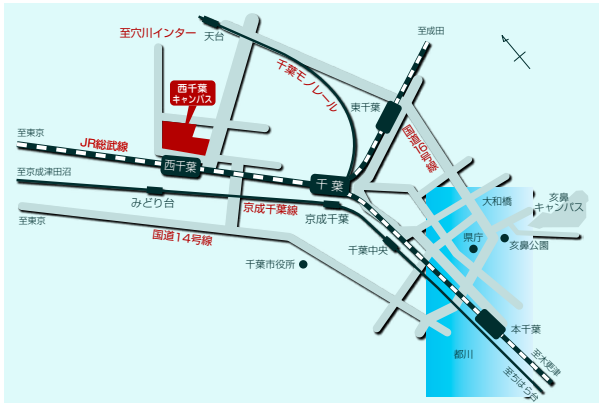 至穴川インター
天台
至成田
西千葉
キャンパス
千葉モノレール
東千葉
国道16号線
至東京
JR総武線
西千葉
千葉
至京成津田沼
みどり台
京成千葉線
京成千葉
大和橋
亥鼻
キャンパス
至東京
国道14号線
千葉中央
県庁
亥鼻公園
千葉市役所
本千葉
都川
至木更津
至ちはら台